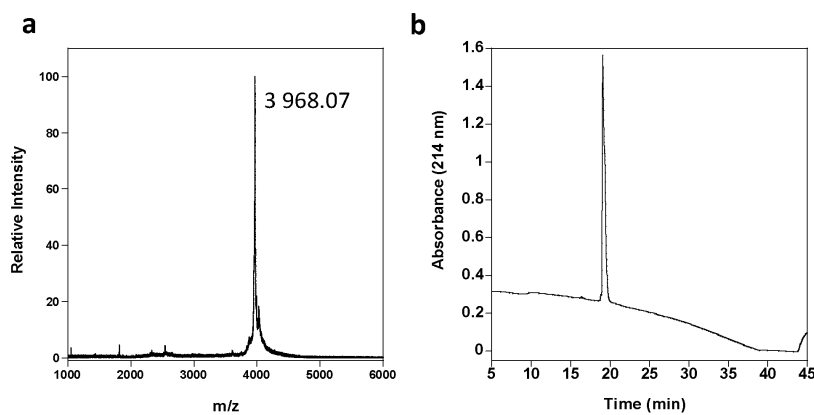 a
100
80
60
40
20
0
Relative Intensity
3 968.07
1000 2000 3000 4000 5000 6000
m/z
b
1.6
1.4
1.2
1
0.8
0.6
0.4
0.2
0
Absorbance (214 nm)
5 10 15 20 25 30 35 40 45
Time (min)